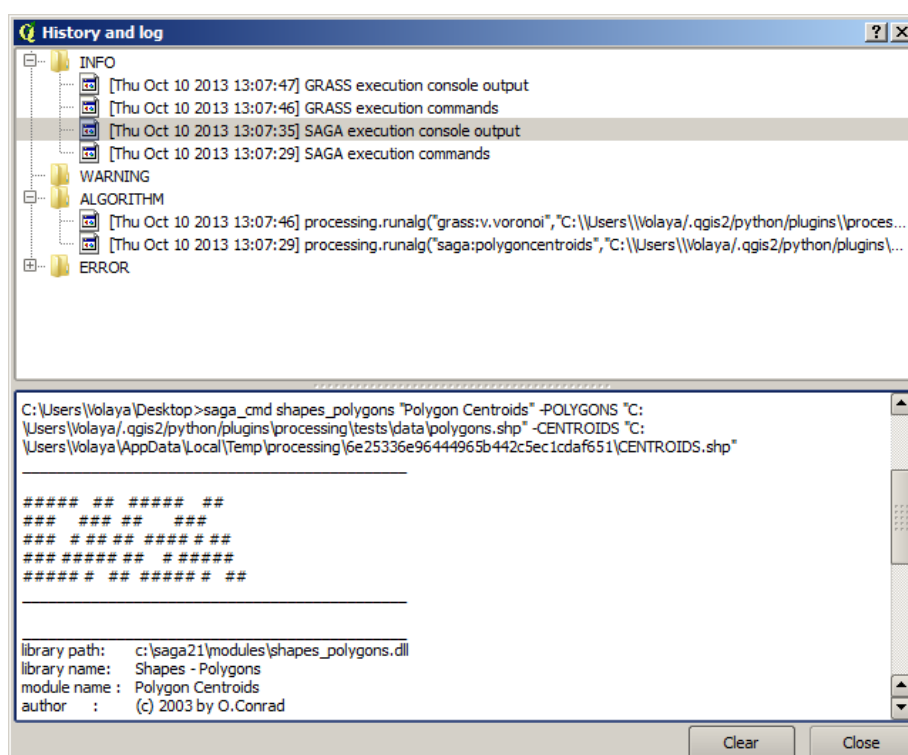 History and log
INFO
[Thu Oct 10 2013 13:07:47] GRASS execution console output
[Thu Oct 10 2013 13:07:46] GRASS execution commands
[Thu Oct 10 2013 13:07:35] SAGA execution console output
[Thu Oct 10 2013 13:07:29] SAGA execution commands
WARNING
ALGORITHM
[Thu Oct 10 2013 13:07:46] processing.runalg("grass:v.voronoi","C:\\Users\\Volaya/.qgis2/python/plugins\\proces...
[Thu Oct 10 2013 13:07:29] processing.runalg("saga:polygoncentroids","C:\\Users\\Volaya/.qgis2/python/plugins\...
ERROR
C:\Users\Volaya\Desktop>saga_cmd shapes_polygons "Polygon Centroids" -POLYGONS "C:
\Users\Volaya/.qgis2/python/plugins\processing\tests\data\polygons.shp" -CENTROIDS "C:
\Users\Volaya\AppData\Local\Temp\processing\6e25336e96444965b442c5ec1cdaf651\CENTROIDS.shp"
_____________________________________________
##### ## ##### ##
### ### ## ###
### # ## ## #### # ##
### ##### ## # #####
##### # ## ##### # ##
_____________________________________________
_____________________________________________
library path: c:\saga21\modules\shapes_polygons.dll
library name: Shapes - Polygons
module name : Polygon Centroids
author : (c) 2003 by O.Conrad
Clear Close